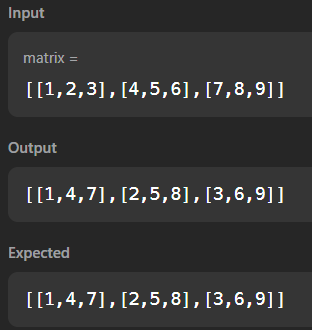 Input
matrix =
[[1,2,3],[4,5,6],[7,8,9]]
Output
[[1,4,7],[2,5,8],[3,6,9]]
Expected
[[1,4,7],[2,5,8],[3,6,9]]